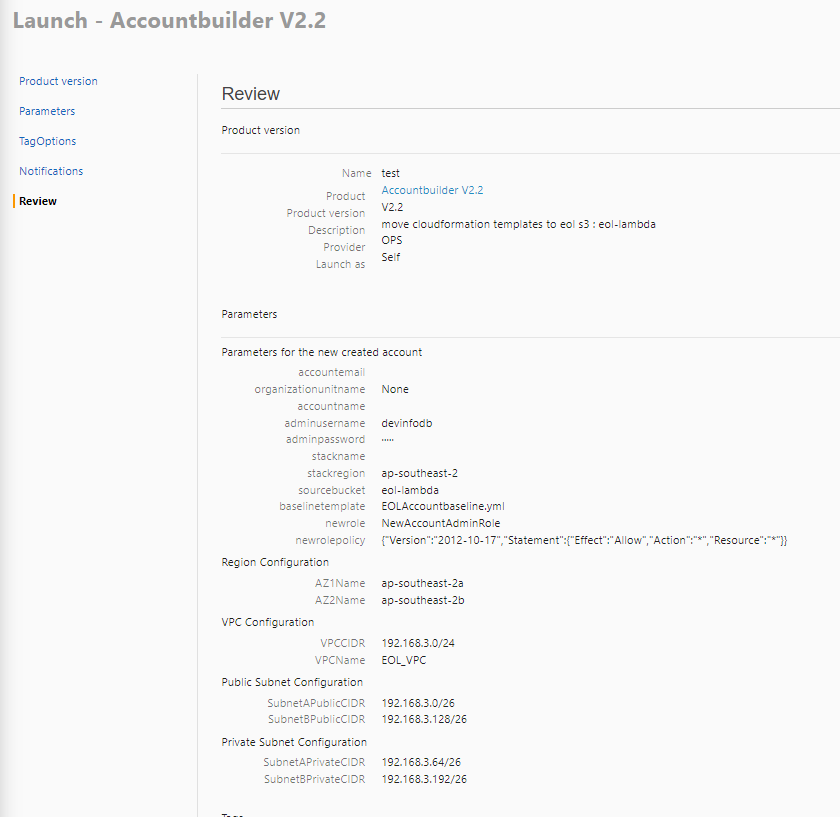 Launch - Accountbuilder V2.2
Product version
Parameters
TagOptions
Notifications
Review
Review
Product version
Name test
Product Accountbuilder V2.2
Product version V2.2
Description move cloudformation templates to eol s3 : eol-lambda
Provider OPS
Launch as Self
Parameters
Parameters for the new created account
accountemail
organizationunitname None
accountname
adminusername devinfodb
adminpassword •••••
stackname
stackregion ap-southeast-2
sourcebucket eol-lambda
baselinetemplate EOLAccountbaseline.yml
newrole NewAccountAdminRole
newrolepolicy {"Version":"2012-10-17","Statement":{"Effect":"Allow","Action":"*","Resource":"*"}}
Region Configuration
AZ1Name ap-southeast-2a
AZ2Name ap-southeast-2b
VPC Configuration
VPCCIDR 192.168.3.0/24
VPCName EOL_VPC
Public Subnet Configuration
SubnetAPublicCIDR 192.168.3.0/26
SubnetBPublicCIDR 192.168.3.128/26
Private Subnet Configuration
SubnetAPrivateCIDR 192.168.3.64/26
SubnetBPrivateCIDR 192.168.3.192/26